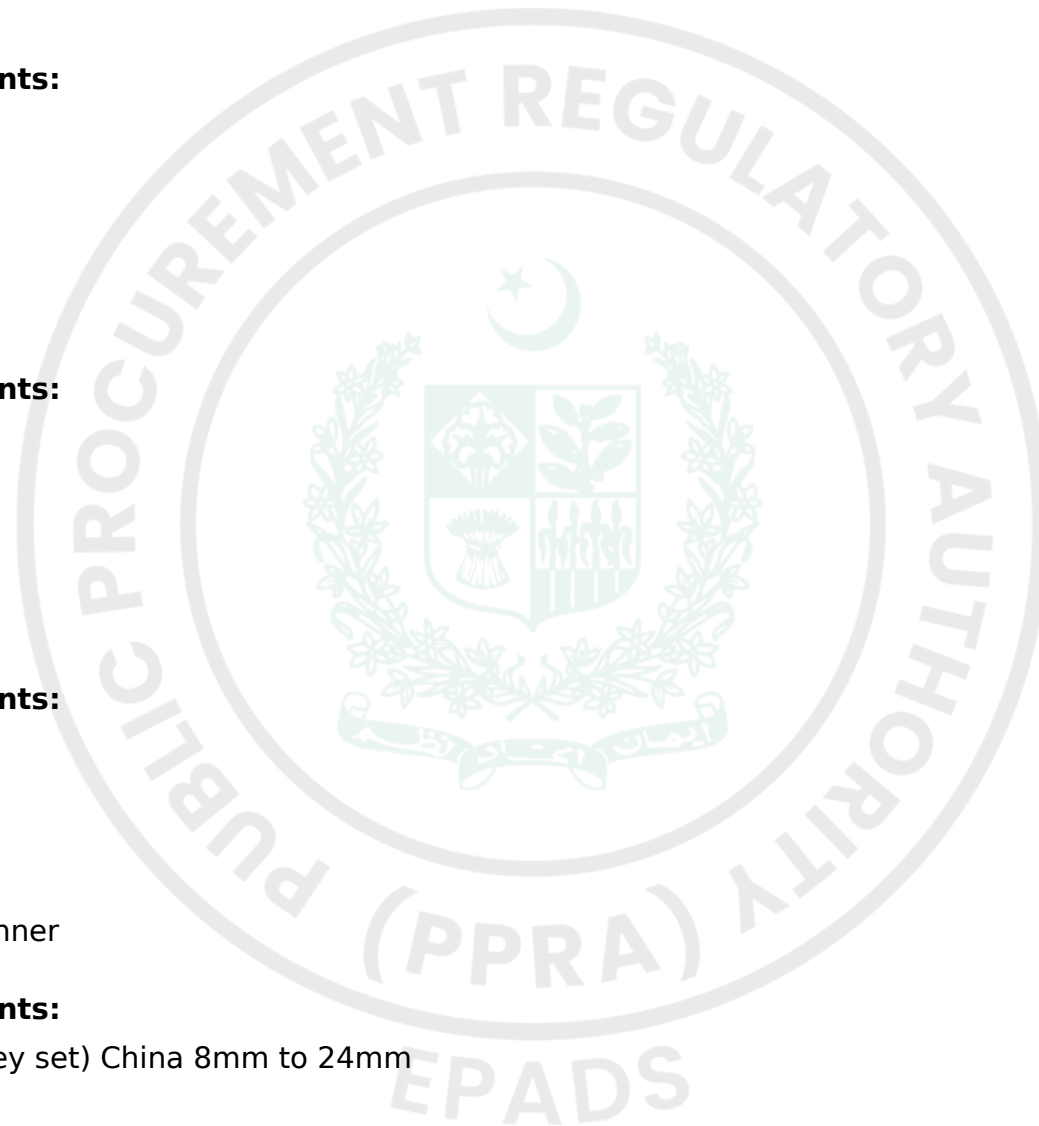 PUBLIC PROCUREMENT REGULATORY AUTHORITY
nts:
nts:
nts:
(PPRA)
nner
nts:
ey set) China 8mm to 24mm
EPADS